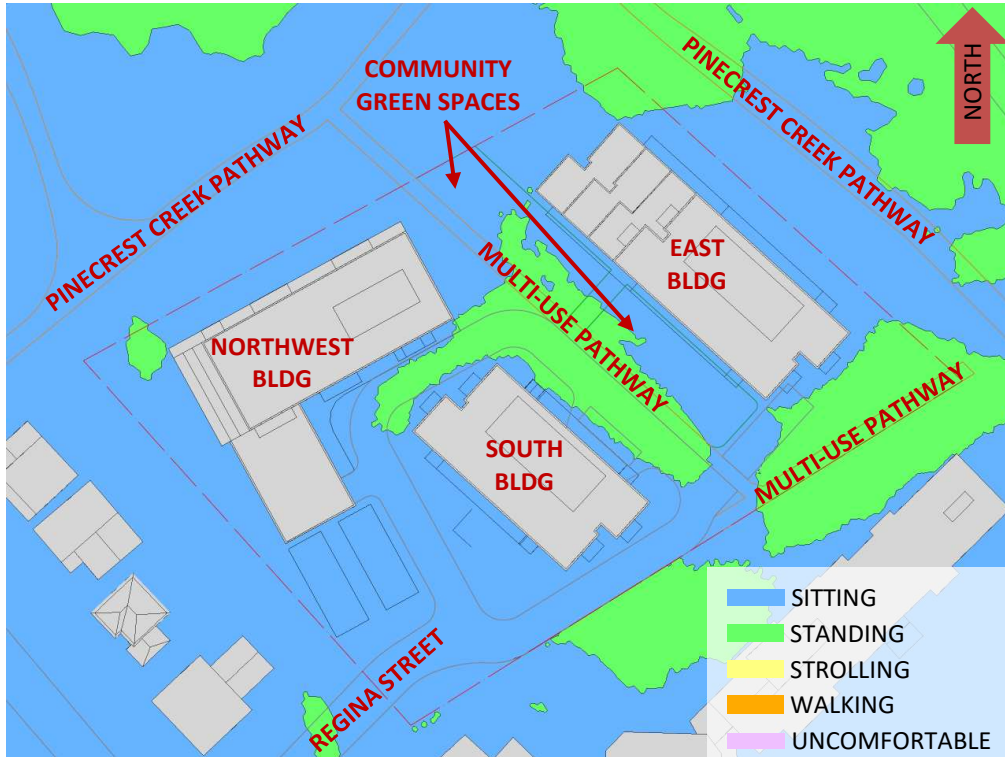 COMMUNITY
GREEN SPACES
PINECREST CREEK PATHWAY
NORTH
PINECREST CREEK PATHWAY
MULTI-USE PATHWAY
EAST
BLDG
NORTHWEST
BLDG
SOUTH
BLDG
MULTI-USE PATHWAY
REGINA STREET
SITTING
STANDING
STROLLING
WALKING
UNCOMFORTABLE